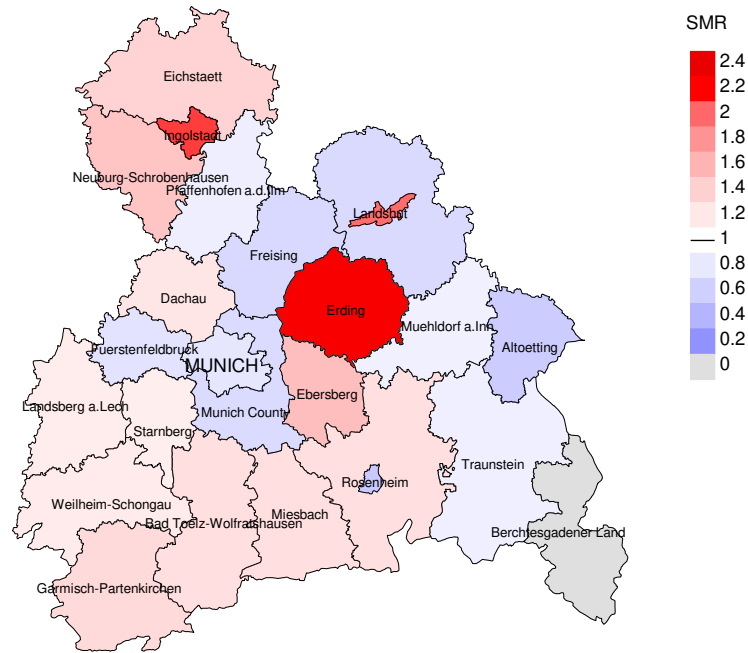 SMR
2.4
2.2
2
1.8
1.6
1.4
1.2
1
0.8
0.6
0.4
0.2
0
Eichstaett
Ingolstadt
Neuburg-Schrobenhausen
Pfaffenhofen a.d.Ilm
Landshut
Freising
Dachau
Erding
Muehldorf a.Inn
Altoetting
Fuerstenfeldbruck
MUNICH
Ebersberg
Landsberg a.Lech
Munich County
Starnberg
Traunstein
Rosenheim
Weilheim-Schongau
Miesbach
Bad Toelz-Wolfratshausen
Berchtesgadener Land
Garmisch-Partenkirchen